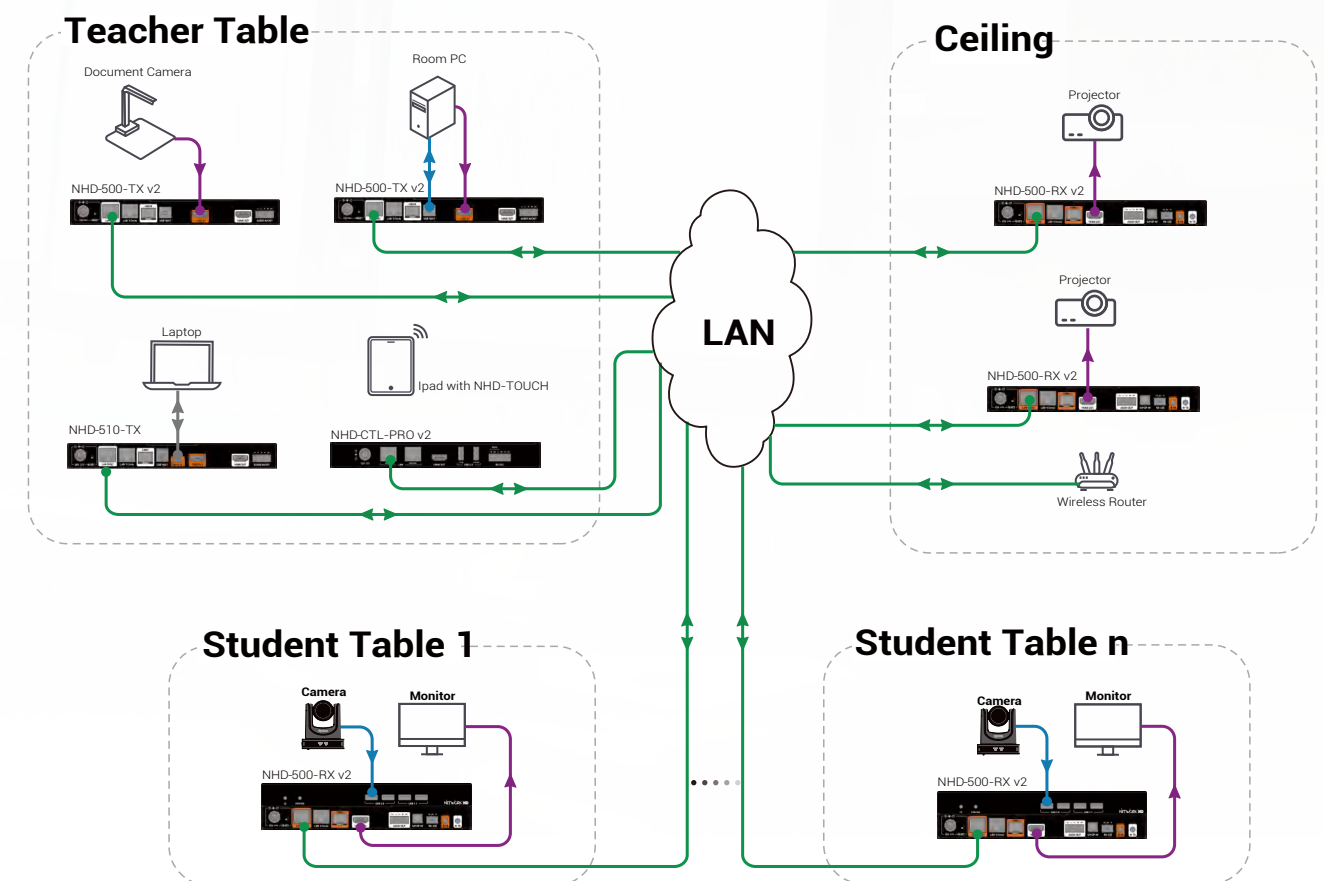 Teacher Table
Document Camera
Room PC
NHD-500-TX v2
NHD-500-TX v2
Laptop
Ipad with NHD-TOUCH
NHD-510-TX
NHD-CTL-PRO v2
LAN
Ceiling
Projector
NHD-500-RX v2
Projector
NHD-500-RX v2
Wireless Router
Student Table 1
Camera
Monitor
NHD-500-RX v2
Student Table n
Camera
Monitor
NHD-500-RX v2